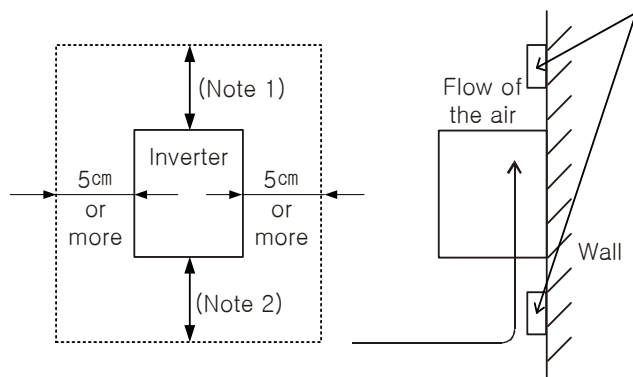 (Note 1)
Inverter
5㎝
or
more
5㎝
or
more
(Note 2)
Flow of
the air
Wall